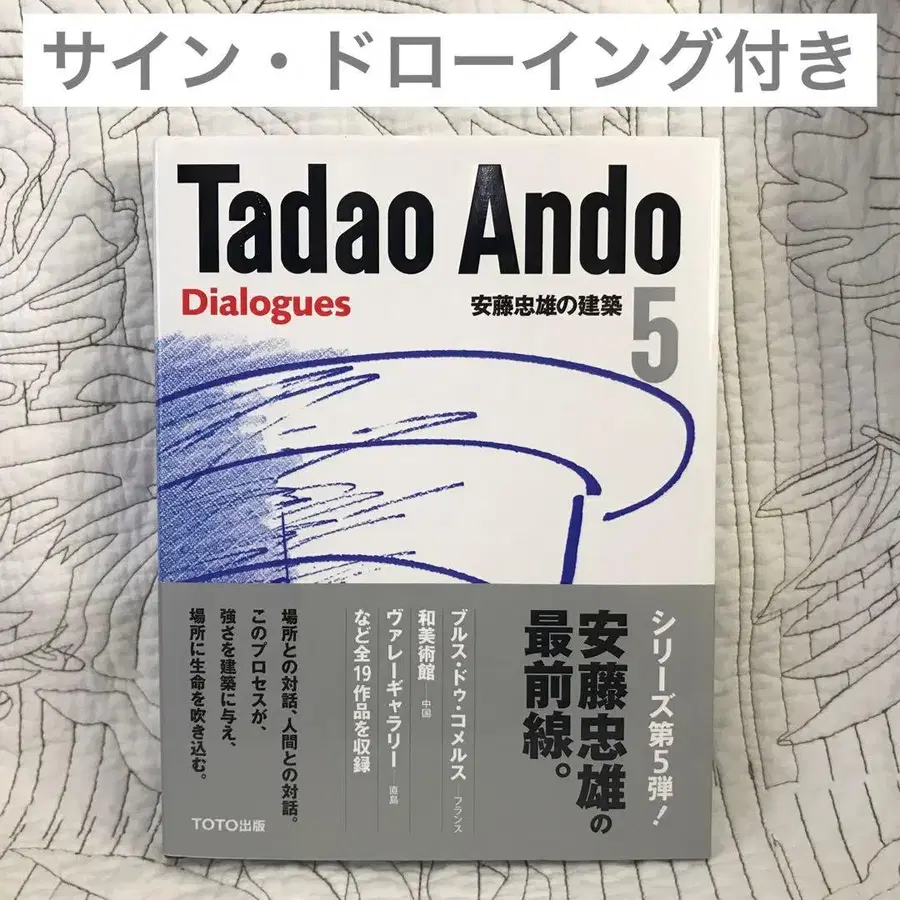 サイン・ドローイング付き
Tadao Ando
Dialogues
安藤忠雄の建築
5
シリーズ第5弾!
安藤忠雄の
最前線。
ブルス・ドゥ・コメルス―フランス
和美術館―中国
ヴァレーギャラリー―直島
など全19作品を収録
場所との対話、人間との対話。
このプロセスが、
強さを建築に与え、
場所に生命を吹き込む。
TOTO出版